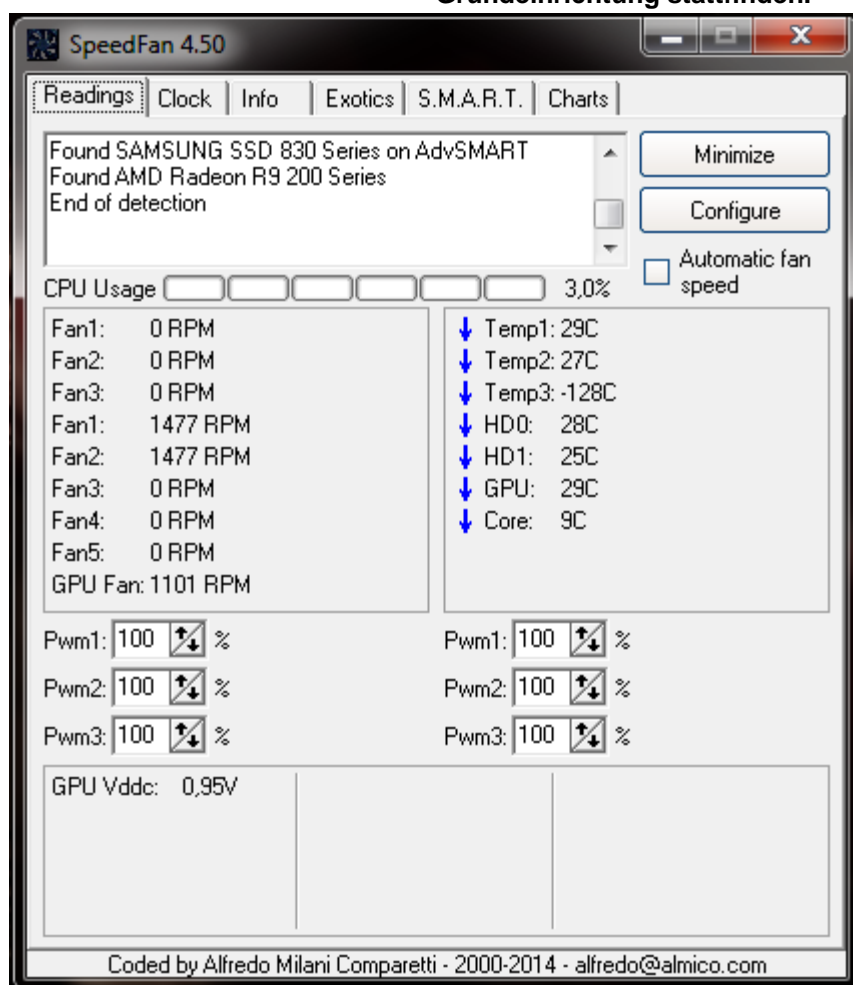 Grundeinrichtung stattfinden.
SpeedFan 4.50
Readings Clock Info Exotics S.M.A.R.T. Charts
Found SAMSUNG SSD 830 Series on AdvSMART
Found AMD Radeon R9 200 Series
End of detection
Minimize
Configure
Automatic fan
speed
CPU Usage 3,0%
Fan1: 0 RPM
Fan2: 0 RPM
Fan3: 0 RPM
Fan1: 1477 RPM
Fan2: 1477 RPM
Fan3: 0 RPM
Fan4: 0 RPM
Fan5: 0 RPM
GPU Fan: 1101 RPM
Temp1: 29C
Temp2: 27C
Temp3: -128C
HD0: 28C
HD1: 25C
GPU: 29C
Core: 9C
Pwm1: 100 %
Pwm2: 100 %
Pwm3: 100 %
Pwm1: 100 %
Pwm2: 100 %
Pwm3: 100 %
GPU Vddc: 0,95V
Coded by Alfredo Milani Comparetti - 2000-2014 - alfredo@almico.com